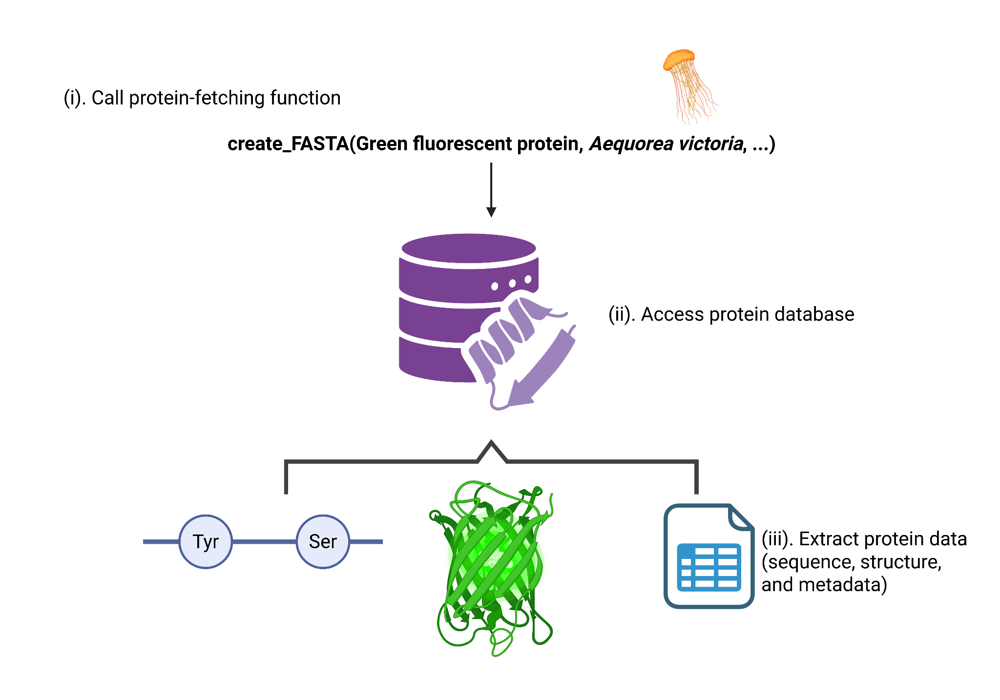 (i). Call protein-fetching function
create_FASTA(Green fluorescent protein, Aequorea victoria, ...)
(ii). Access protein database
Tyr
Ser
(iii). Extract protein data
(sequence, structure,
and metadata)